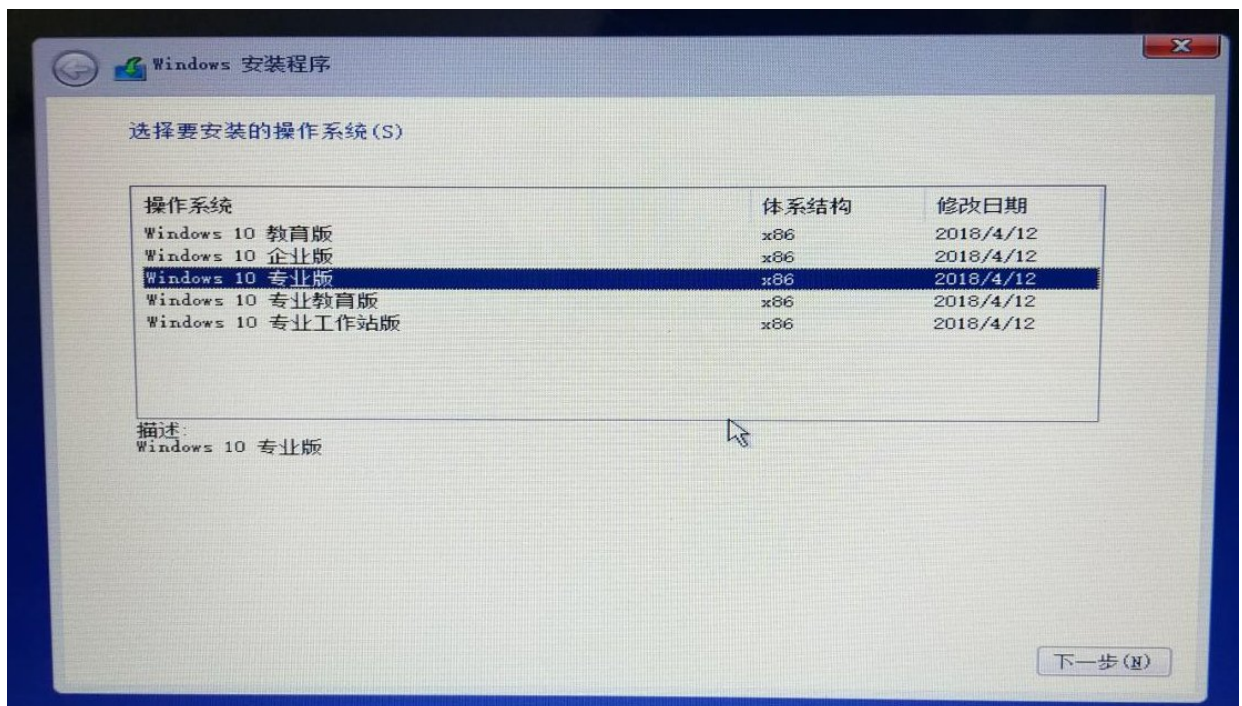 Windows 安装程序
选择要安装的操作系统(S)
操作系统 体系结构 修改日期
Windows 10 教育版 x86 2018/4/12
Windows 10 企业版 x86 2018/4/12
Windows 10 专业版 x86 2018/4/12
Windows 10 专业教育版 x86 2018/4/12
Windows 10 专业工作站版 x86 2018/4/12
描述:
Windows 10 专业版
下一步(N)